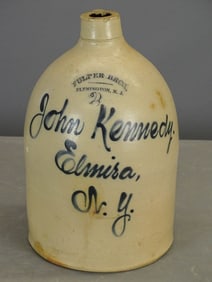 FULPER BROS.
FLEMINGTON, N.J.
2
John Kennedy.
Elmira,
N.Y.